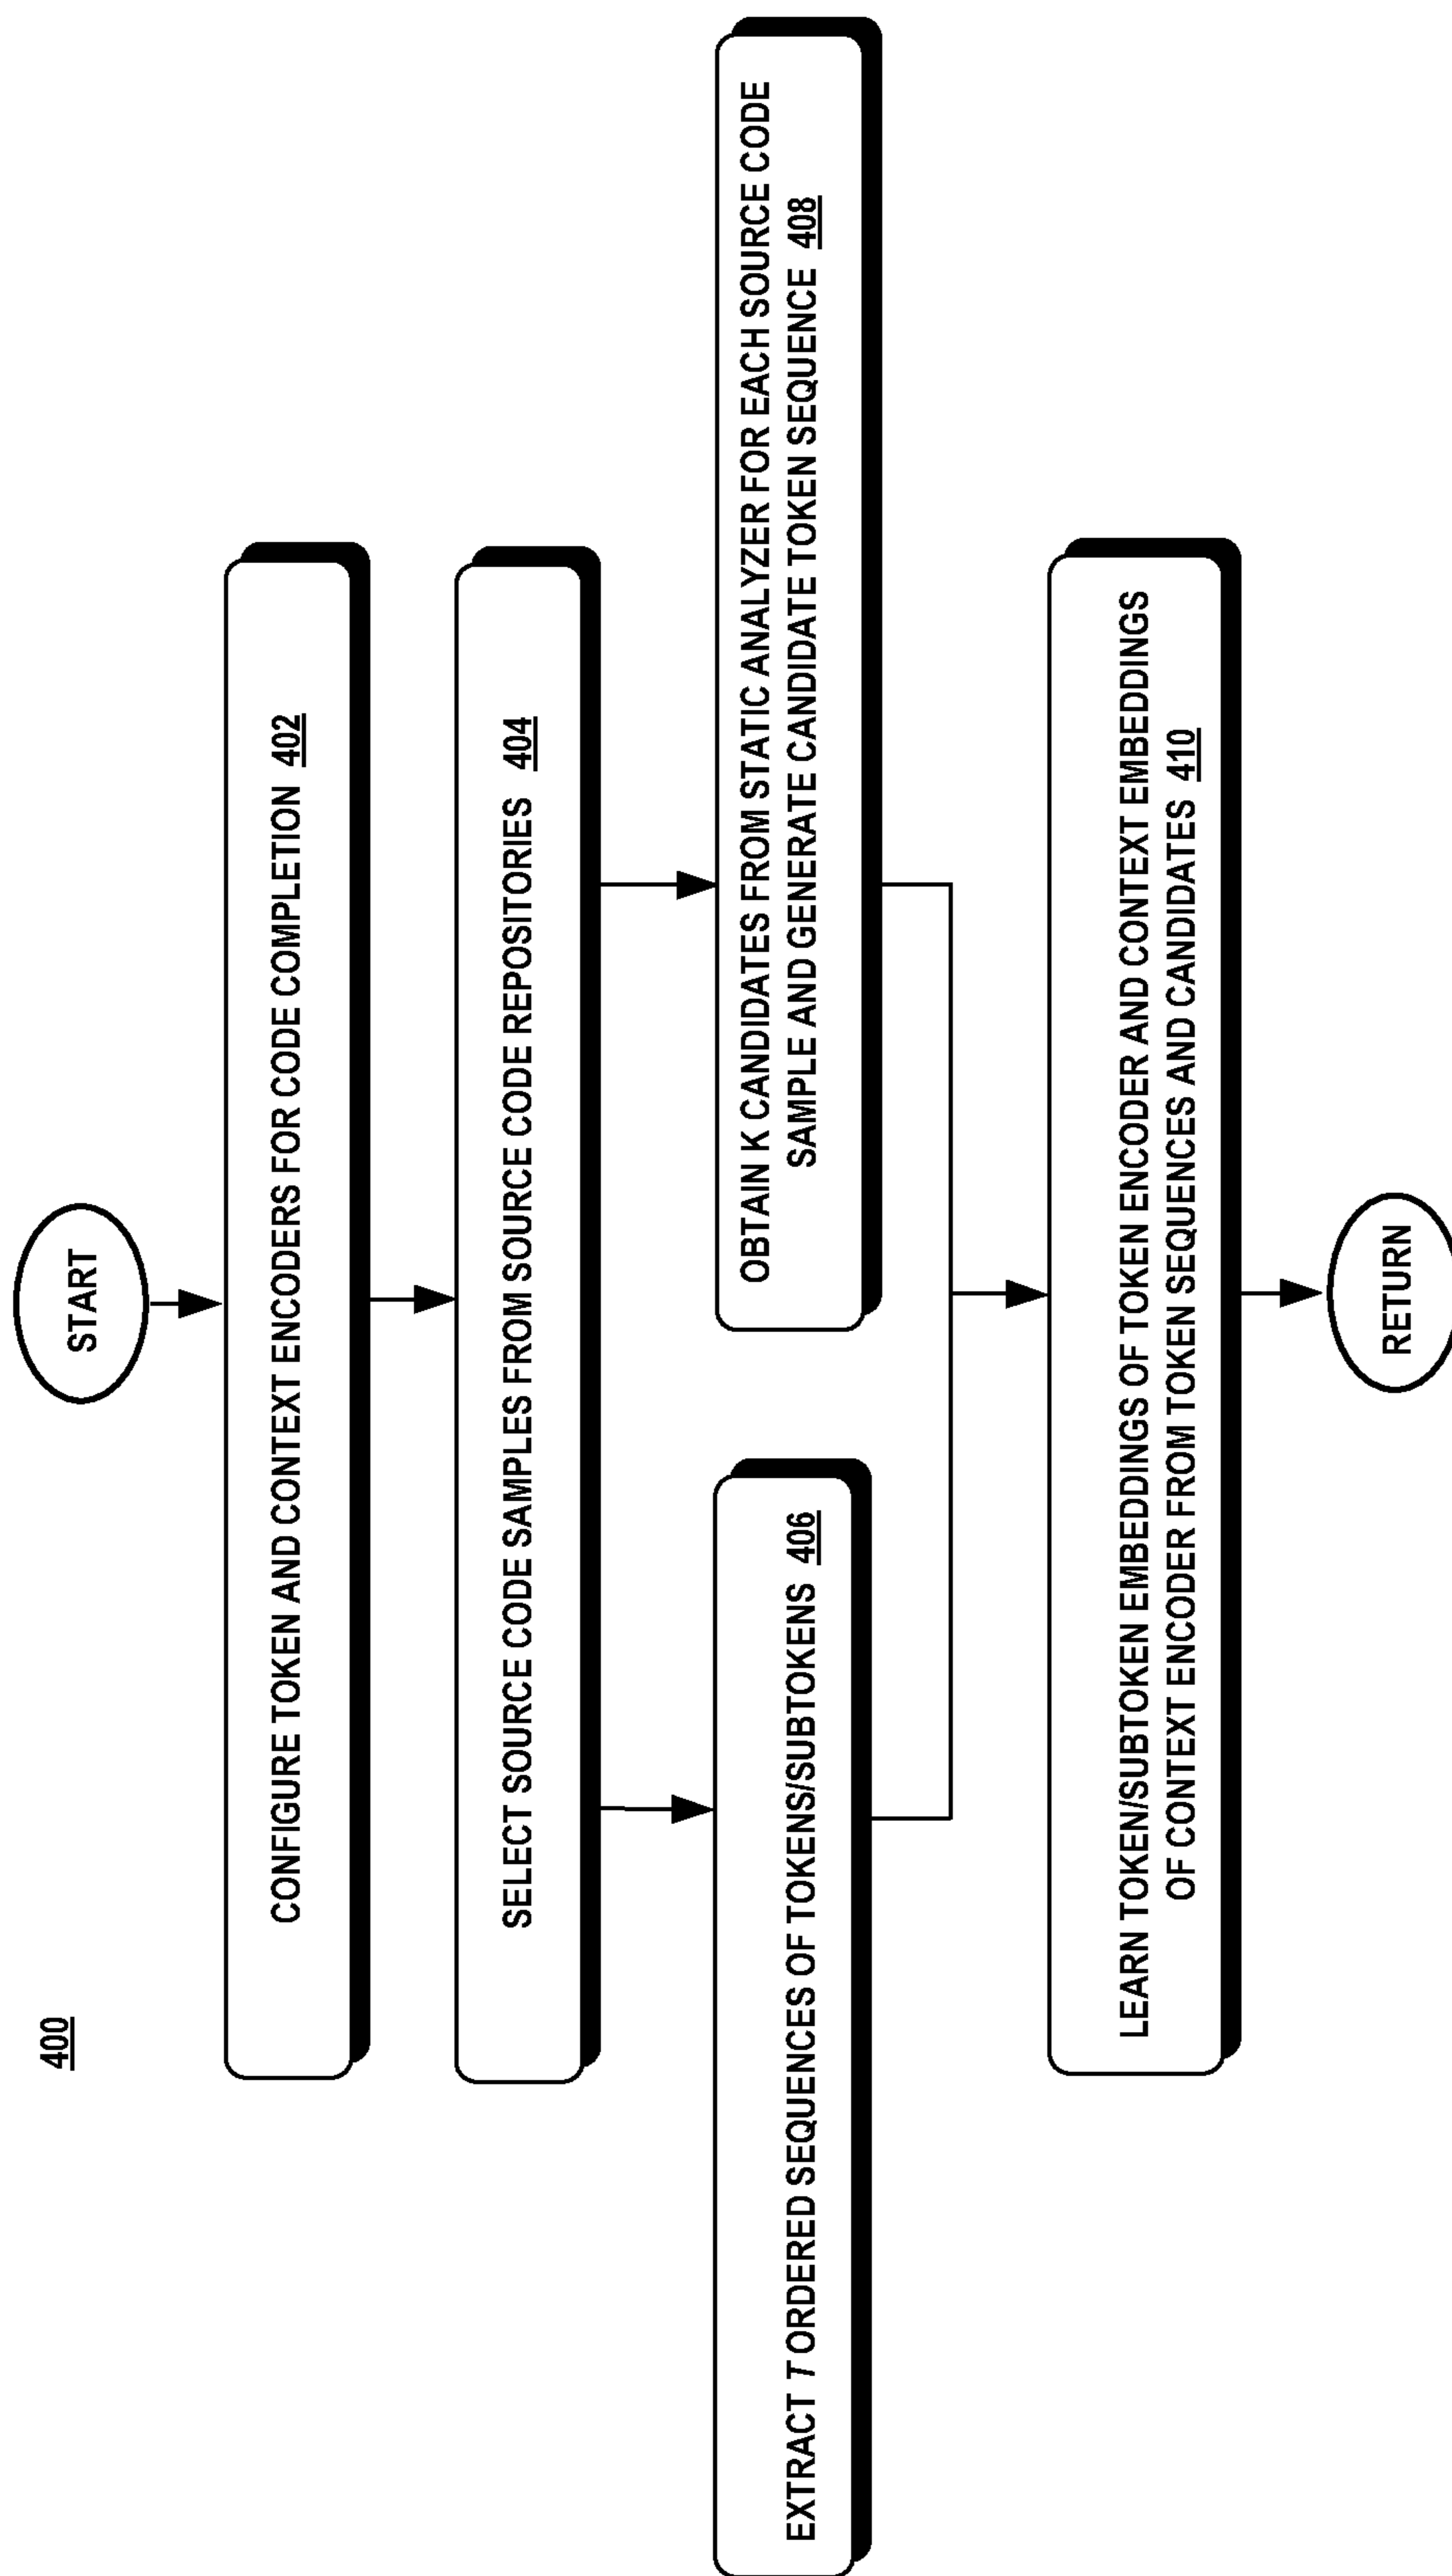 400
START
CONFIGURE TOKEN AND CONTEXT ENCODERS FOR CODE COMPLETION 402
SELECT SOURCE CODE SAMPLES FROM SOURCE CODE REPOSITORIES 404
EXTRACT T ORDERED SEQUENCES OF TOKENS/SUBTOKENS 406
OBTAIN K CANDIDATES FROM STATIC ANALYZER FOR EACH SOURCE CODE
SAMPLE AND GENERATE CANDIDATE TOKEN SEQUENCE 408
LEARN TOKEN/SUBTOKEN EMBEDDINGS OF TOKEN ENCODER AND CONTEXT EMBEDDINGS
OF CONTEXT ENCODER FROM TOKEN SEQUENCES AND CANDIDATES 410
RETURN